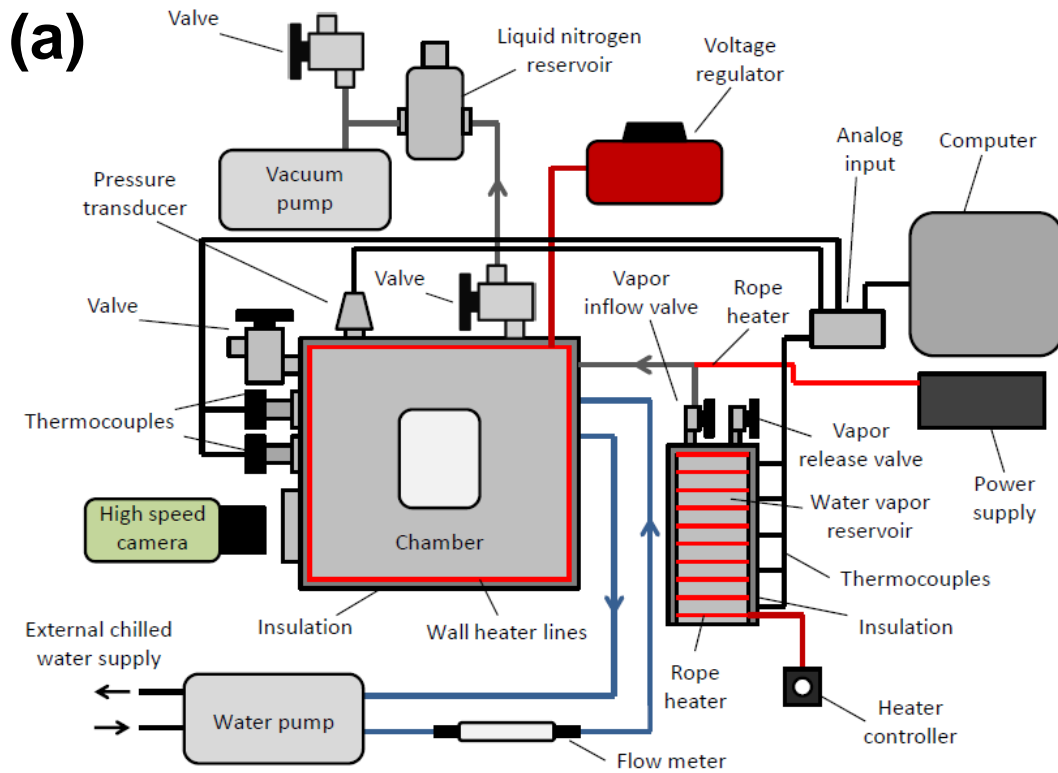 (a)
Valve
Liquid nitrogen
reservoir
Voltage
regulator
Analog
input
Computer
Vacuum
pump
Pressure
transducer
Valve
Valve
Vapor
inflow valve
Rope
heater
Thermocouples
Vapor
release valve
Power
supply
High speed
camera
Chamber
Water vapor
reservoir
Thermocouples
Insulation
Wall heater lines
Insulation
External chilled
water supply
Rope
heater
Water pump
Heater
controller
Flow meter